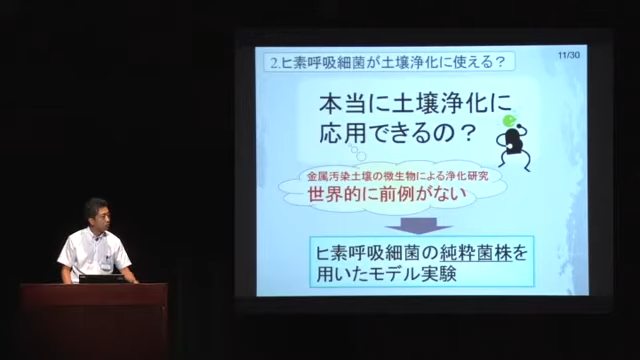 2.ヒ素呼吸細菌が土壌浄化に使える？
11/30
本当に土壌浄化に
応用できるの？
金属汚染土壌の微生物による浄化研究
世界的に前例がない
ヒ素呼吸細菌の純粋菌株を
用いたモデル実験